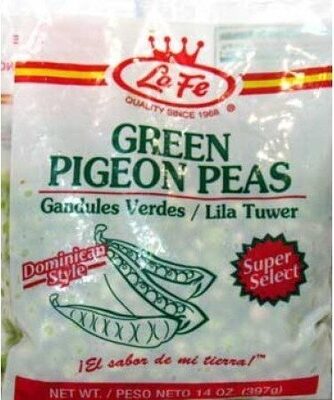 La Fe
QUALITY SINCE 1968 ®
GREEN
PIGEON PEAS
Gandules Verdes / Lila Tuwer
Dominican
Style
Super
Select
¡El sabor de mi tierra!™
NET WT. / PESO NETO 14 OZ. (397g)